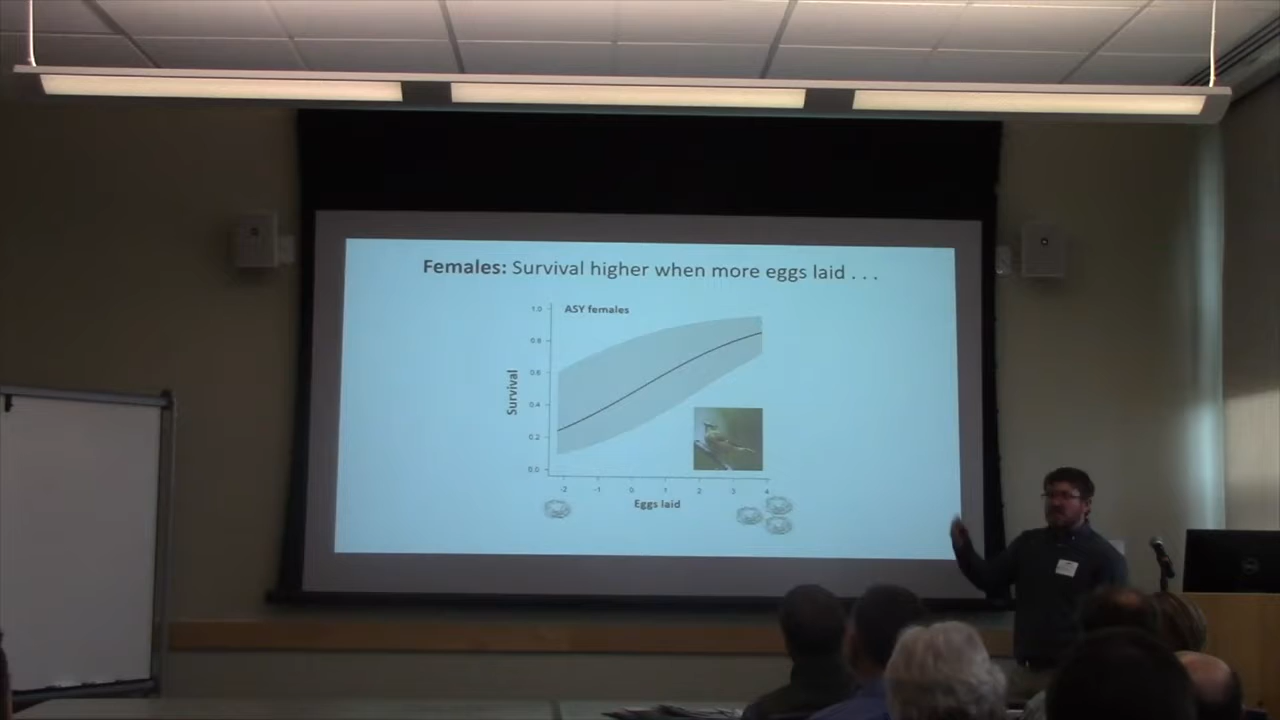 Females: Survival higher when more eggs laid . . .
ASY females
1.0
0.8
0.6
0.4
0.2
0.0
Survival
-2 -1 0 1 2 3 4
Eggs laid